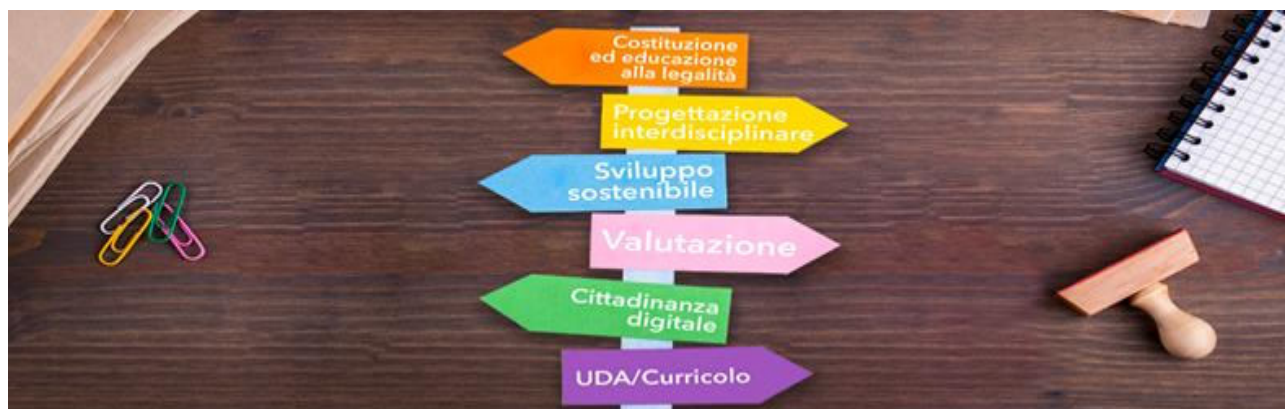 Costituzione
ed educazione
alla legalità
Progettazione
interdisciplinare
Sviluppo
sostenibile
Valutazione
Cittadinanza
digitale
UDA/Curricolo